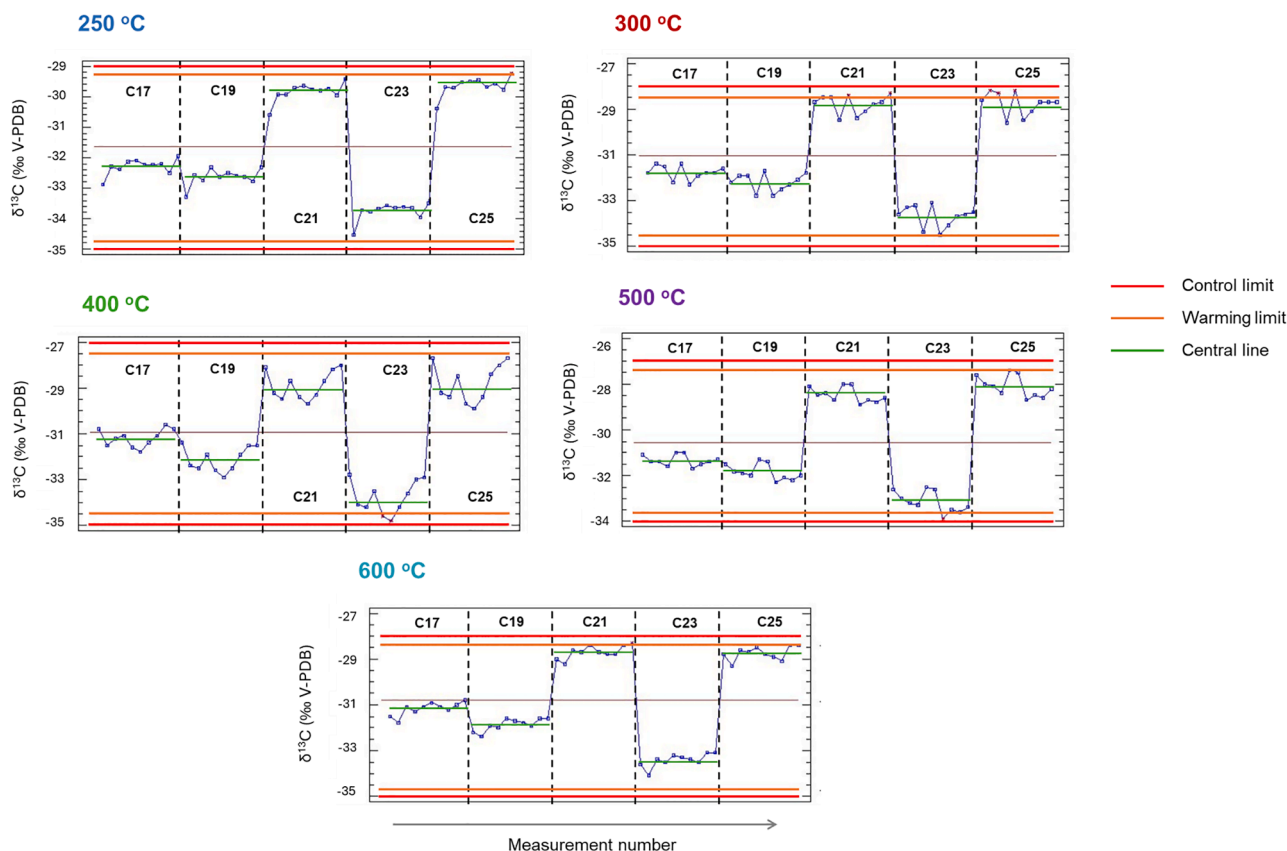 250 °C
-29
-30
-31
-32
-33
-34
-35
δ¹³C (‰ V-PDB)
C17
C19
C21
C23
C25
300 °C
-27
-29
-31
-33
-35
δ¹³C (‰ V-PDB)
C17
C19
C21
C23
C25
400 °C
-27
-29
-31
-33
-35
δ¹³C (‰ V-PDB)
C17
C19
C21
C23
C25
500 °C
-26
-28
-30
-32
-34
δ¹³C (‰ V-PDB)
C17
C19
C21
C23
C25
Control limit
Warming limit
Central line
600 °C
-27
-29
-31
-33
-35
δ¹³C (‰ V-PDB)
C17
C19
C21
C23
C25
Measurement number